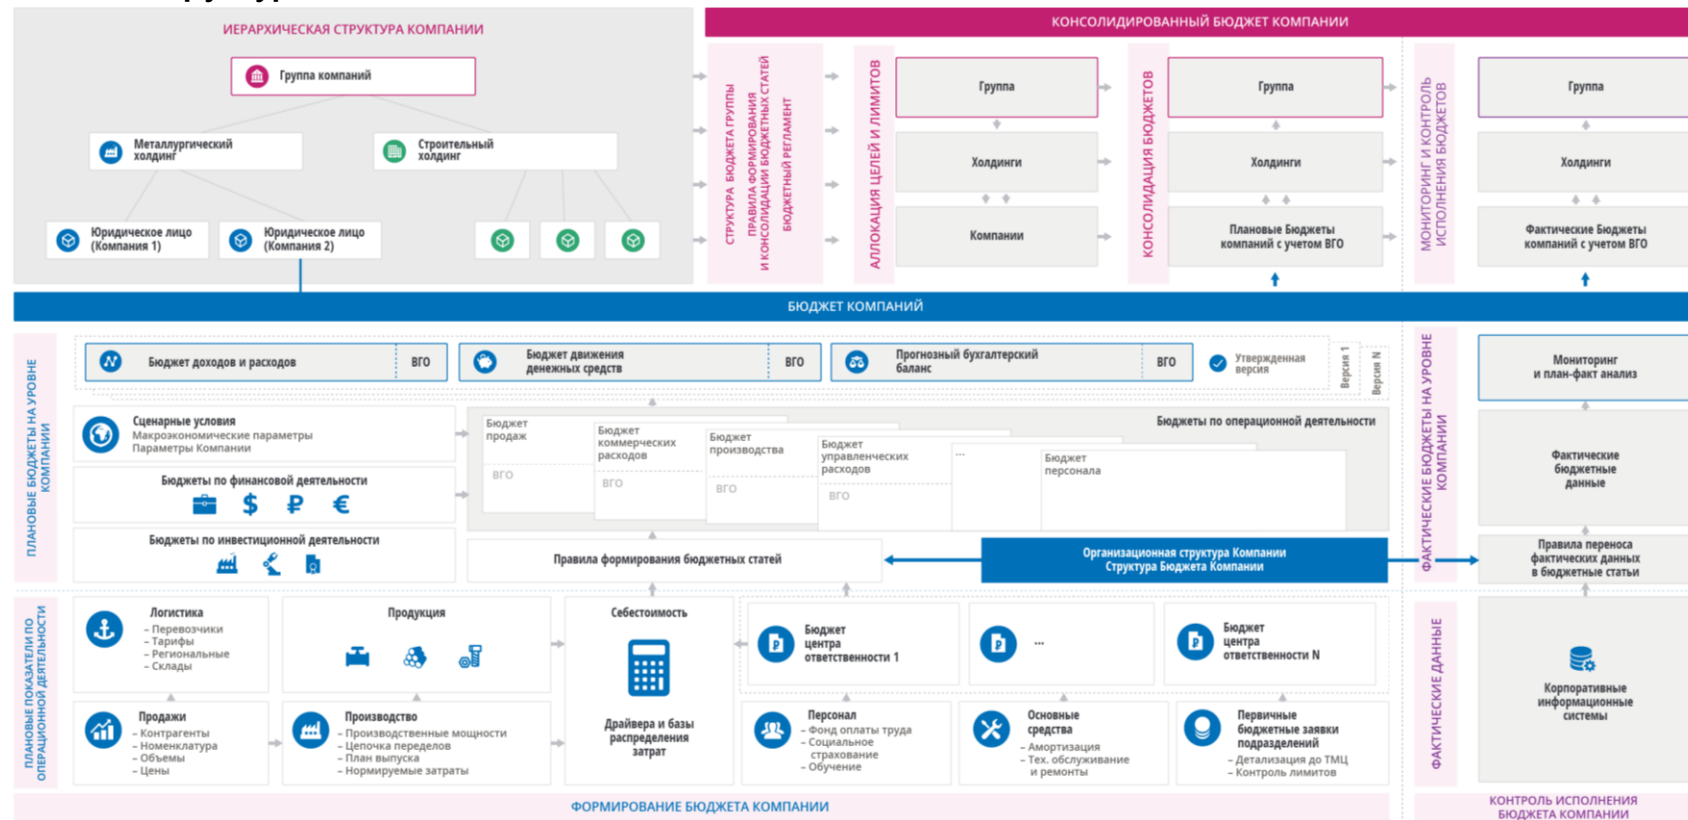 ИЕРАРХИЧЕСКАЯ СТРУКТУРА КОМПАНИИ
Группа компаний
Металлургический
холдинг
Строительный
холдинг
Юридическое лицо
(Компания 1)
Юридическое лицо
(Компания 2)
КОНСОЛИДИРОВАННЫЙ БЮДЖЕТ КОМПАНИИ
СТРУКТУРА БЮДЖЕТА ГРУППЫ
ПРАВИЛА ФОРМИРОВАНИЯ
И КОНСОЛИДАЦИИ БЮДЖЕТНЫХ СТАТЕЙ
БЮДЖЕТНЫЙ РЕГЛАМЕНТ
АЛЛОКАЦИЯ ЦЕЛЕЙ И ЛИМИТОВ
Группа
Холдинги
Компании
КОНСОЛИДАЦИЯ БЮДЖЕТОВ
Группа
Холдинги
Плановые Бюджеты
компаний с учетом ВГО
МОНИТОРИНГ И КОНТРОЛЬ
ИСПОЛНЕНИЯ БЮДЖЕТОВ
Группа
Холдинги
Фактические Бюджеты
компаний с учетом ВГО
БЮДЖЕТ КОМПАНИЙ
ПЛАНОВЫЕ БЮДЖЕТЫ НА УРОВНЕ
КОМПАНИИ
Бюджет доходов и расходов
ВГО
Бюджет движения
денежных средств
ВГО
Прогнозный бухгалтерский
баланс
ВГО
Утвержденная
версия
Версия 1
Версия N
Сценарные условия
Макроэкономические параметры
Параметры Компании
Бюджеты по финансовой деятельности
$ ₽ €
Бюджеты по инвестиционной деятельности
Бюджеты по операционной деятельности
Бюджет
продаж
ВГО
Бюджет
коммерческих
расходов
ВГО
Бюджет
производства
ВГО
Бюджет
управленческих
расходов
ВГО
...
Бюджет
персонала
Правила формирования бюджетных статей
Организационная структура Компании
Структура Бюджета Компании
ФАКТИЧЕСКИЕ БЮДЖЕТЫ НА УРОВНЕ
КОМПАНИИ
Мониторинг
и план-факт анализ
Фактические
бюджетные
данные
Правила переноса
фактических данных
в бюджетные статьи
ПЛАНОВЫЕ ПОКАЗАТЕЛИ ПО
ОПЕРАЦИОННОЙ ДЕЯТЕЛЬНОСТИ
Логистика
– Перевозчики
– Тарифы
– Региональные
– Склады
Продукция
Себестоимость
Драйвера и базы
распределения
затрат
Бюджет
центра
ответственности 1
...
Бюджет
центра
ответственности N
Продажи
– Контрагенты
– Номенклатура
– Объемы
– Цены
Производство
– Производственные мощности
– Цепочка переделов
– План выпуска
– Нормируемые затраты
Персонал
– Фонд оплаты труда
– Социальное
страхование
– Обучение
Основные
средства
– Амортизация
– Тех. обслуживание
и ремонты
Первичные
бюджетные заявки
подразделений
– Детализация до ТМЦ
– Контроль лимитов
ФАКТИЧЕСКИЕ ДАННЫЕ
Корпоративные
информационные
системы
ФОРМИРОВАНИЕ БЮДЖЕТА КОМПАНИИ
КОНТРОЛЬ ИСПОЛНЕНИЯ
БЮДЖЕТА КОМПАНИИ